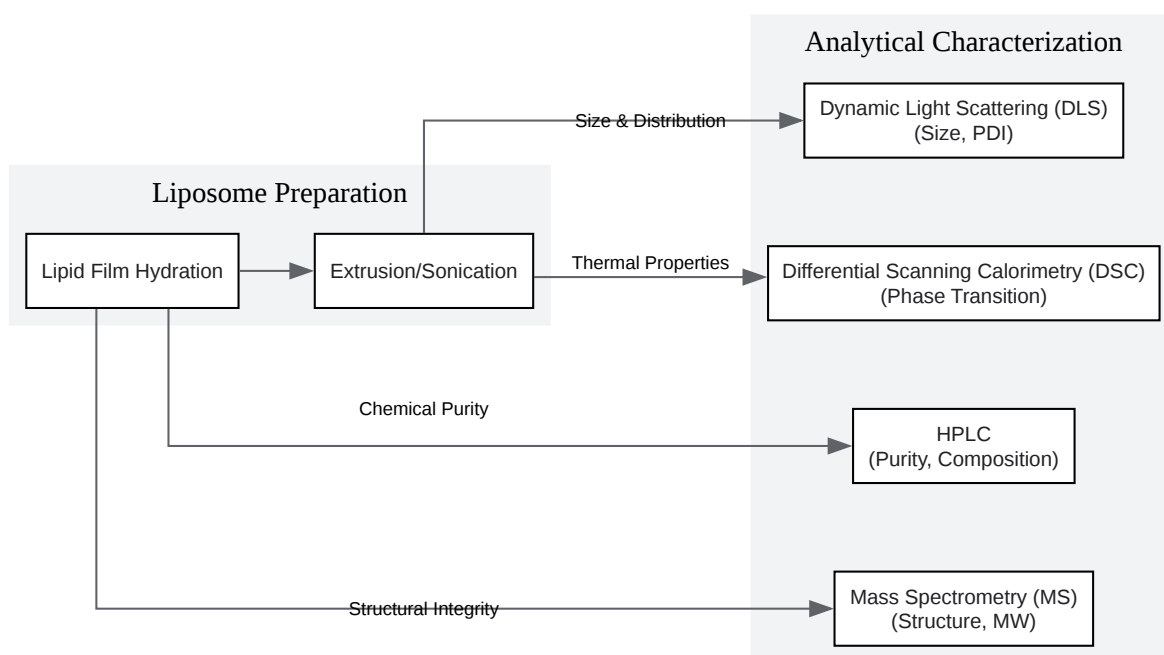 Analytical Characterization
Dynamic Light Scattering (DLS)
(Size, PDI)
Size & Distribution
Liposome Preparation
Lipid Film Hydration
Extrusion/Sonication
Thermal Properties
Differential Scanning Calorimetry (DSC)
(Phase Transition)
Chemical Purity
HPLC
(Purity, Composition)
Structural Integrity
Mass Spectrometry (MS)
(Structure, MW)